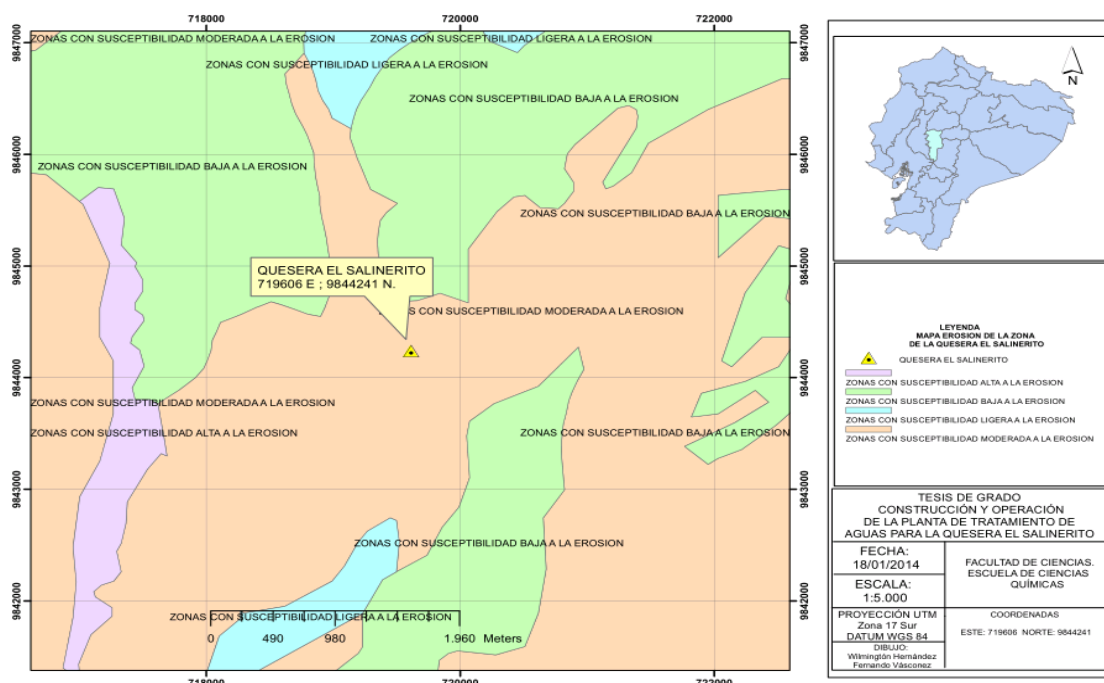 718000
720000
722000
9847000
9847000
ZONAS CON SUSCEPTIBILIDAD MODERADA A LA EROSION
ZONAS CON SUSCEPTIBILIDAD LIGERA A LA EROSION
ZONAS CON SUSCEPTIBILIDAD LIGERA A LA EROSION
ZONAS CON SUSCEPTIBILIDAD BAJA A LA EROSION
9846000
9846000
ZONAS CON SUSCEPTIBILIDAD BAJA A LA EROSION
ZONAS CON SUSCEPTIBILIDAD BAJA A LA EROSION
9845000
9845000
QUESERA EL SALINERITO
719606 E ; 9844241 N.
CON SUSCEPTIBILIDAD MODERADA A LA EROSION
9844000
9844000
ZONAS CON SUSCEPTIBILIDAD MODERADA A LA EROSION
ZONAS CON SUSCEPTIBILIDAD ALTA A LA EROSION
ZONAS CON SUSCEPTIBILIDAD BAJA A LA EROSION
9843000
9843000
ZONAS CON SUSCEPTIBILIDAD BAJA A LA EROSION
9842000
9842000
ZONAS CON SUSCEPTIBILIDAD LIGERA A LA EROSION
0 490 980 1.960 Meters
718000
720000
722000
N
LEYENDA
MAPA EROSION DE LA ZONA
DE LA QUESERA EL SALINERITO
QUESERA EL SALINERITO
ZONAS CON SUSCEPTIBILIDAD ALTA A LA EROSION
ZONAS CON SUSCEPTIBILIDAD BAJA A LA EROSION
ZONAS CON SUSCEPTIBILIDAD LIGERA A LA EROSION
ZONAS CON SUSCEPTIBILIDAD MODERADA A LA EROSION
TESIS DE GRADO
CONSTRUCCIÓN Y OPERACIÓN
DE LA PLANTA DE TRATAMIENTO DE
AGUAS PARA LA QUESERA EL SALINERITO
FECHA:
18/01/2014
FACULTAD DE CIENCIAS.
ESCUELA DE CIENCIAS
QUÍMICAS
ESCALA:
1:5.000
PROYECCIÓN UTM
Zona 17 Sur
DATUM WGS 84
COORDENADAS
ESTE: 719606 NORTE: 9844241
DIBUJO:
Wilmington Hernández
Fernando Vásconez